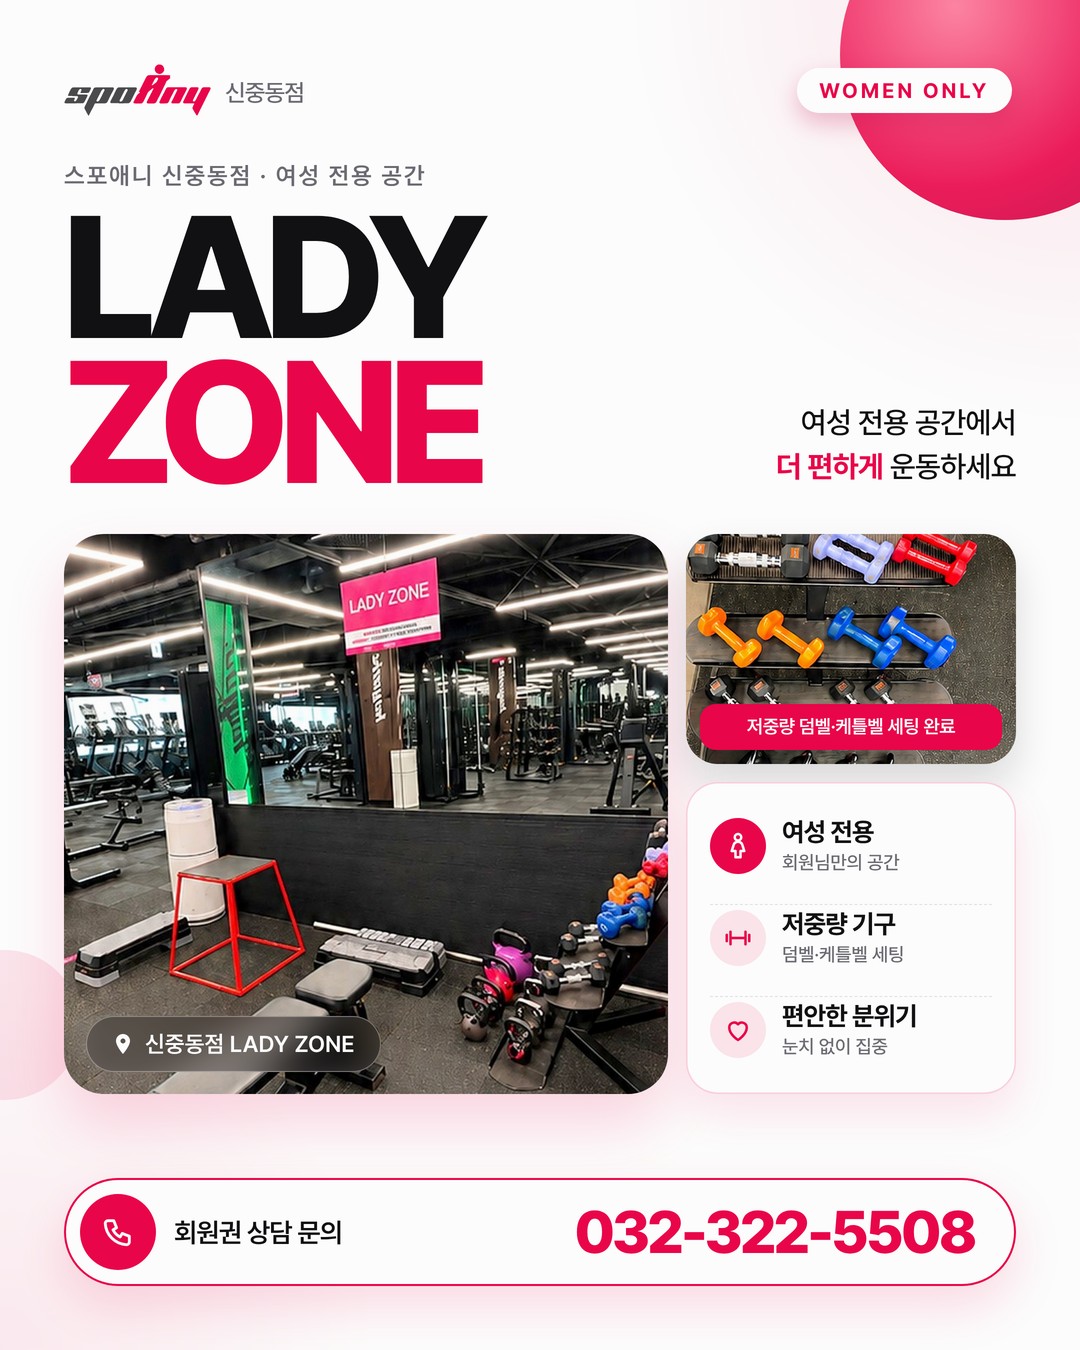 spoany 신중동점
WOMEN ONLY
스포애니 신중동점 · 여성 전용 공간
LADY
ZONE
여성 전용 공간에서
더 편하게 운동하세요
LADY ZONE
신중동점 LADY ZONE
저중량 덤벨·케틀벨 세팅 완료
여성 전용
회원님만의 공간
저중량 기구
덤벨·케틀벨 세팅
편안한 분위기
눈치 없이 집중
회원권 상담 문의
032-322-5508